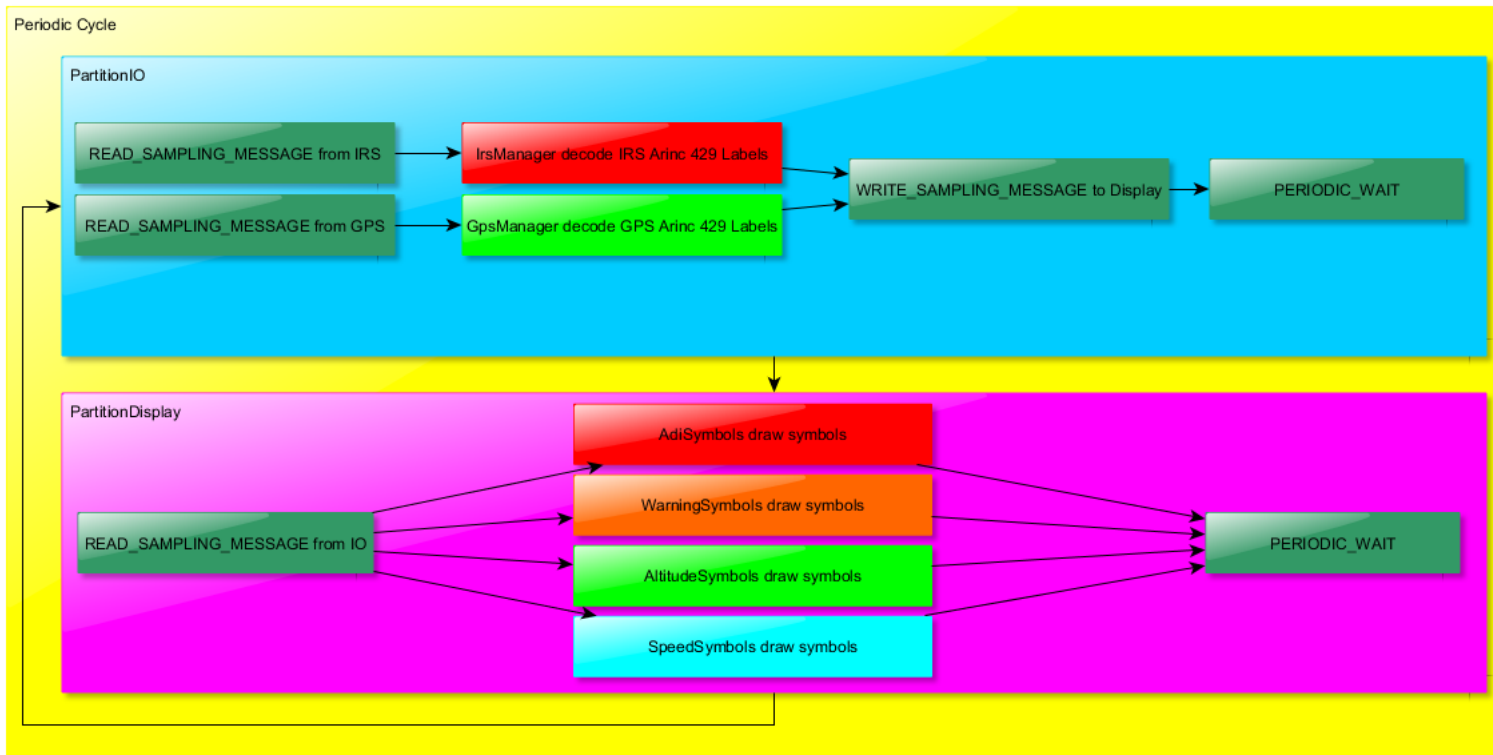 Periodic Cycle
PartitionIO
READ_SAMPLING_MESSAGE from IRS
IrsManager decode IRS Arinc 429 Labels
WRITE_SAMPLING_MESSAGE to Display
PERIODIC_WAIT
READ_SAMPLING_MESSAGE from GPS
GpsManager decode GPS Arinc 429 Labels
PartitionDisplay
AdiSymbols draw symbols
WarningSymbols draw symbols
READ_SAMPLING_MESSAGE from IO
PERIODIC_WAIT
AltitudeSymbols draw symbols
SpeedSymbols draw symbols